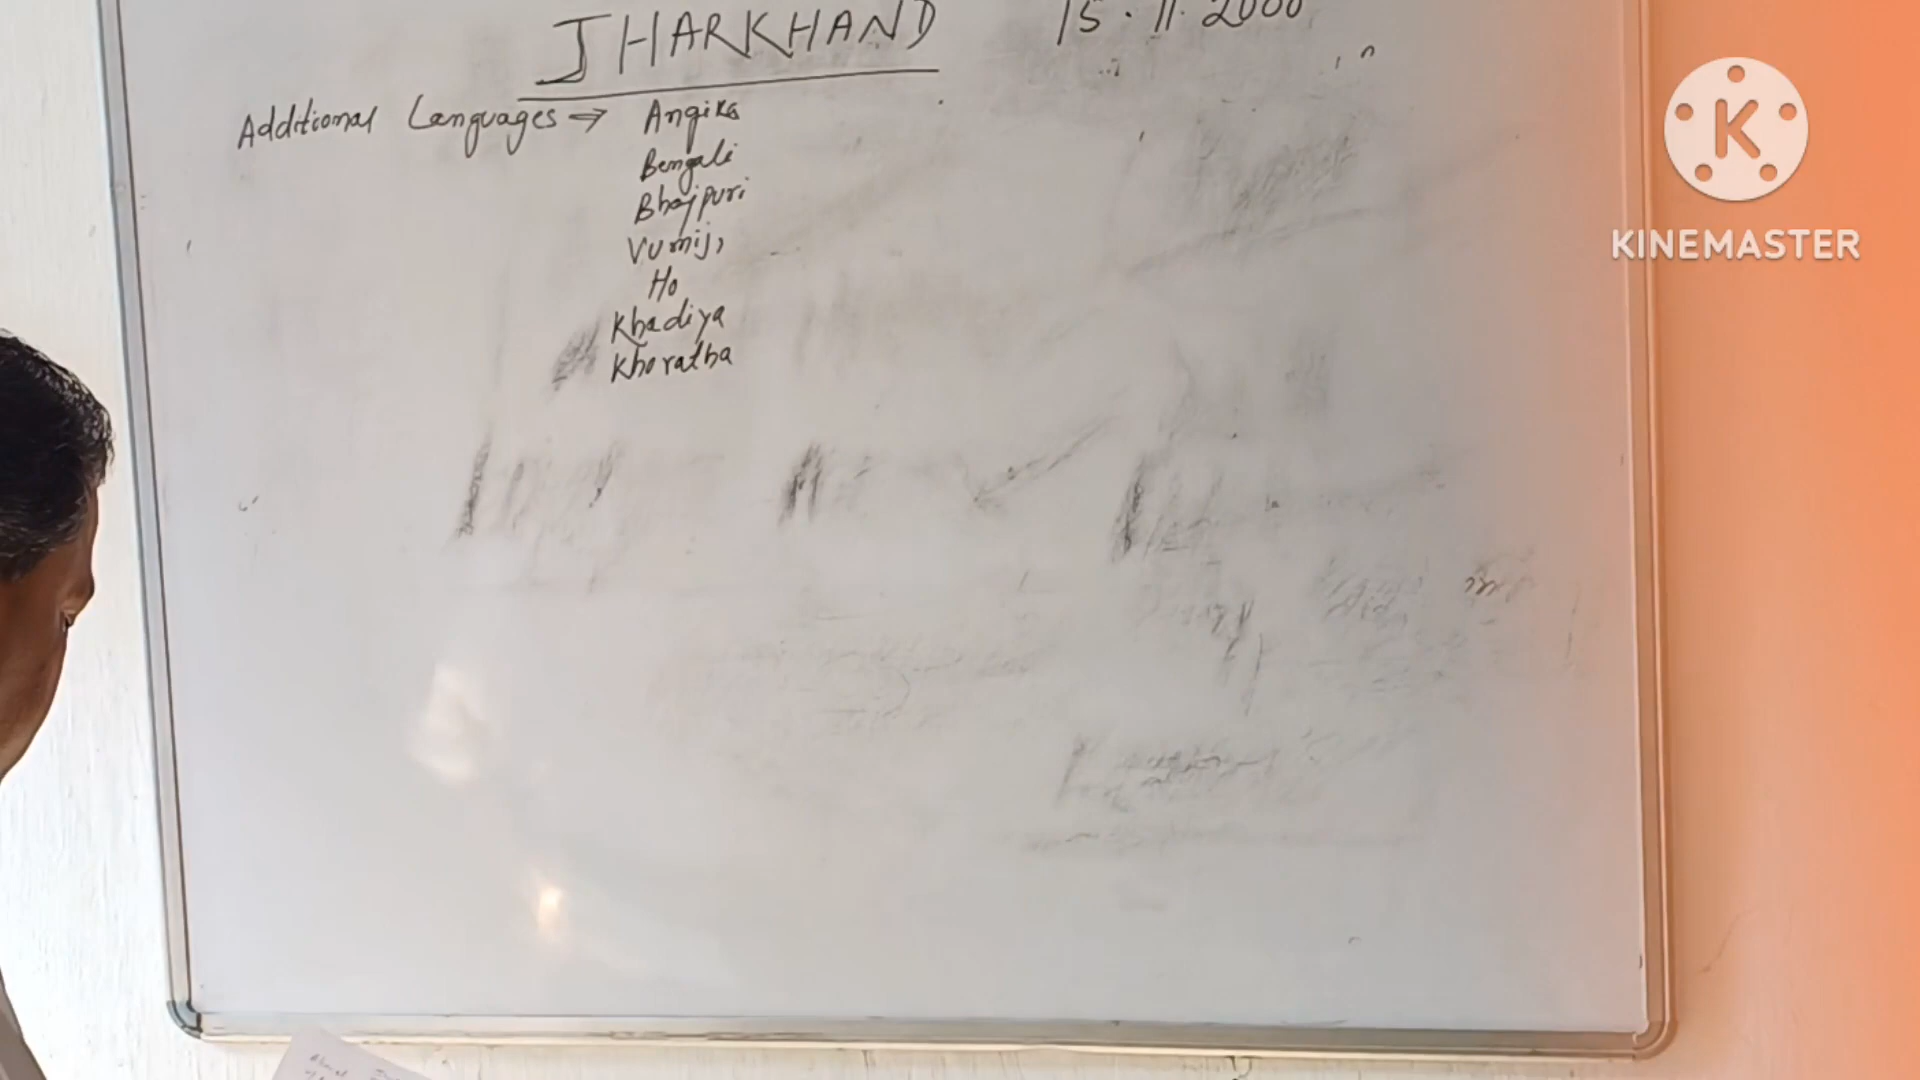 JHARKHAND 15.11.2000
Additional Languages → Angika
Bengali
Bhojpuri
Vumij,
Ho
Khadiya
Khoratha
K
KINEMASTER